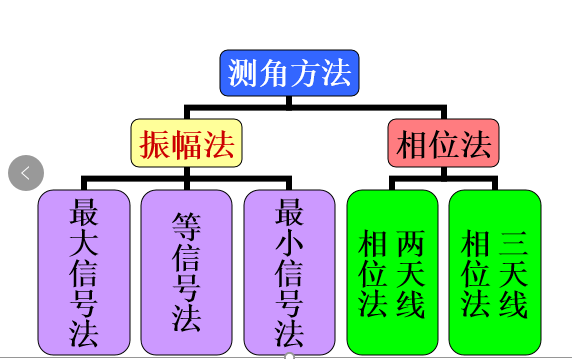 测角方法
振幅法
相位法
最大信号法
等信号法
最小信号法
两天线
相位法
三天线
相位法